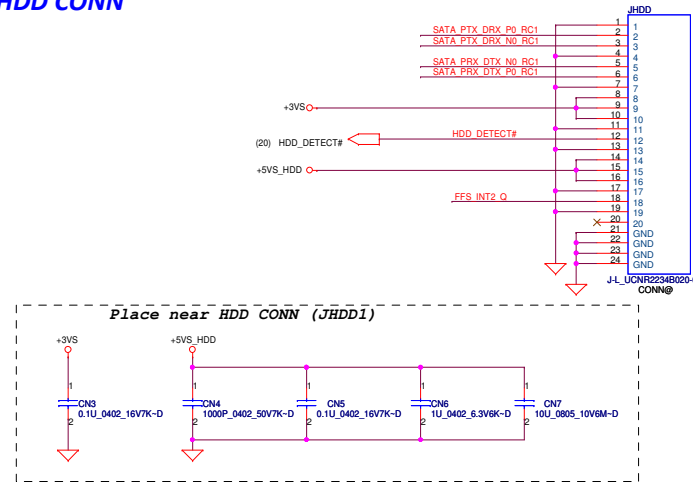 HDD CONN
JHDD
SATA_PTX_DRX_P0_RC1
SATA_PTX_DRX_N0_RC1
SATA_PRX_DTX_N0_RC1
SATA_PRX_DTX_P0_RC1
+3VS
(20) HDD_DETECT#
HDD_DETECT#
+5VS_HDD
FFS_INT2_Q
1 1
2 2
3 3
4 4
5 5
6 6
7 7
8 8
9 9
10 10
11 11
12 12
13 13
14 14
15 15
16 16
17 17
18 18
19 19
20 20
21 GND
22 GND
23 GND
24 GND
J-L_UCNR2234B020-
CONN@
Place near HDD CONN (JHDD1)
+3VS
+5VS_HDD
1 1 1 1 1
CN3 CN4 CN5 CN6 CN7
0.1U_0402_16V7K~D 1000P_0402_50V7K~D 0.1U_0402_16V7K~D 1U_0402_6.3V6K~D 10U_0805_10V6M~D
2 2 2 2 2